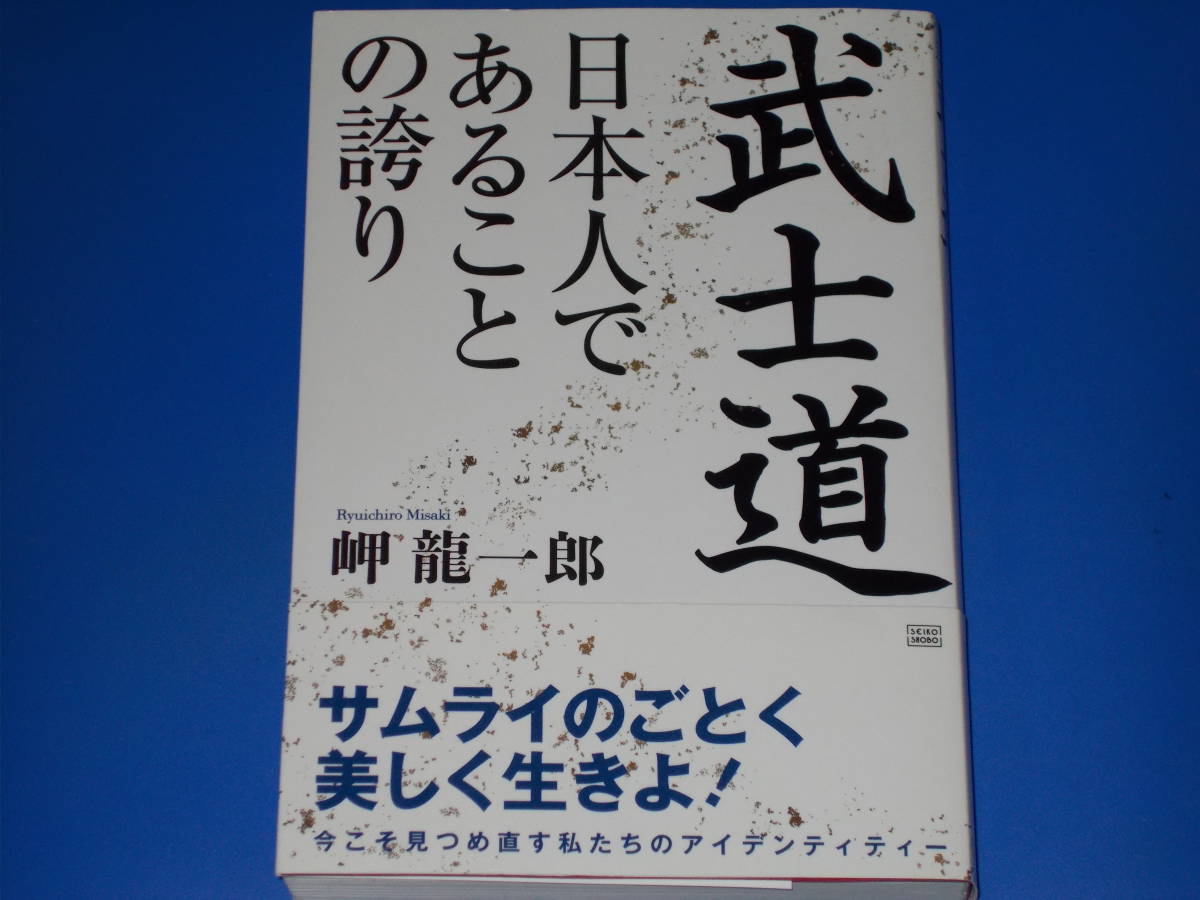 武士道
日本人で
あること
の誇り
Ryuichiro Misaki
岬 龍一郎
SEIKO
SHOBO
サムライのごとく
美しく生きよ!
今こそ見つめ直す私たちのアイデンティティー